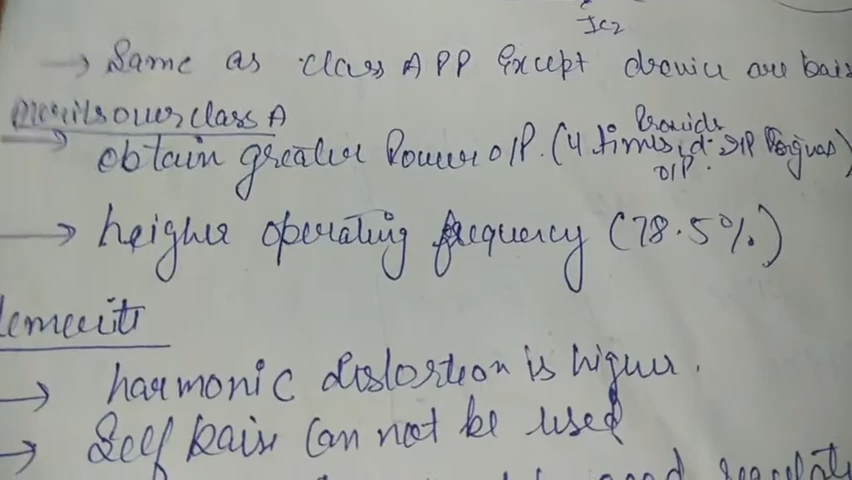 Ic2
→ Same as class A PP Except device are bais
Merits over class A
→ obtain greater Power O/P. (4 times
Provide
O/P.
→ heigher operating frequency (78.5%)
demerits
→ harmonic distortion is higher.
→ Self bais Can not be used
good